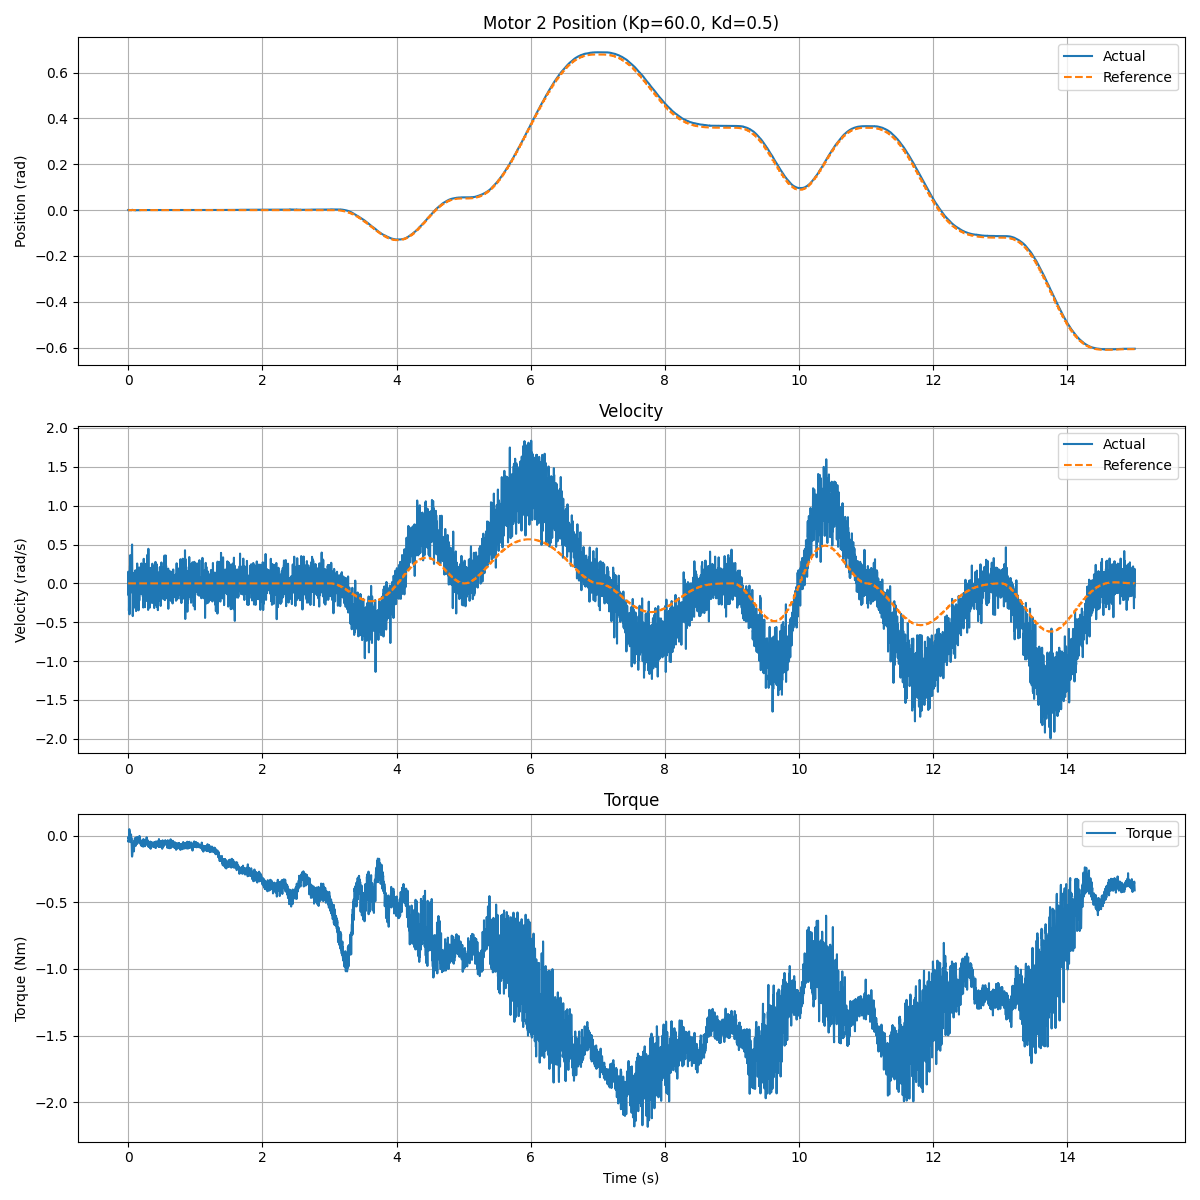 Motor 2 Position (Kp=60.0, Kd=0.5)
Actual
Reference
Position (rad)
0.6
0.4
0.2
0.0
−0.2
−0.4
−0.6
0 2 4 6 8 10 12 14
Velocity
Actual
Reference
Velocity (rad/s)
2.0
1.5
1.0
0.5
0.0
−0.5
−1.0
−1.5
−2.0
0 2 4 6 8 10 12 14
Torque
Torque
Torque (Nm)
0.0
−0.5
−1.0
−1.5
−2.0
0 2 4 6 8 10 12 14
Time (s)